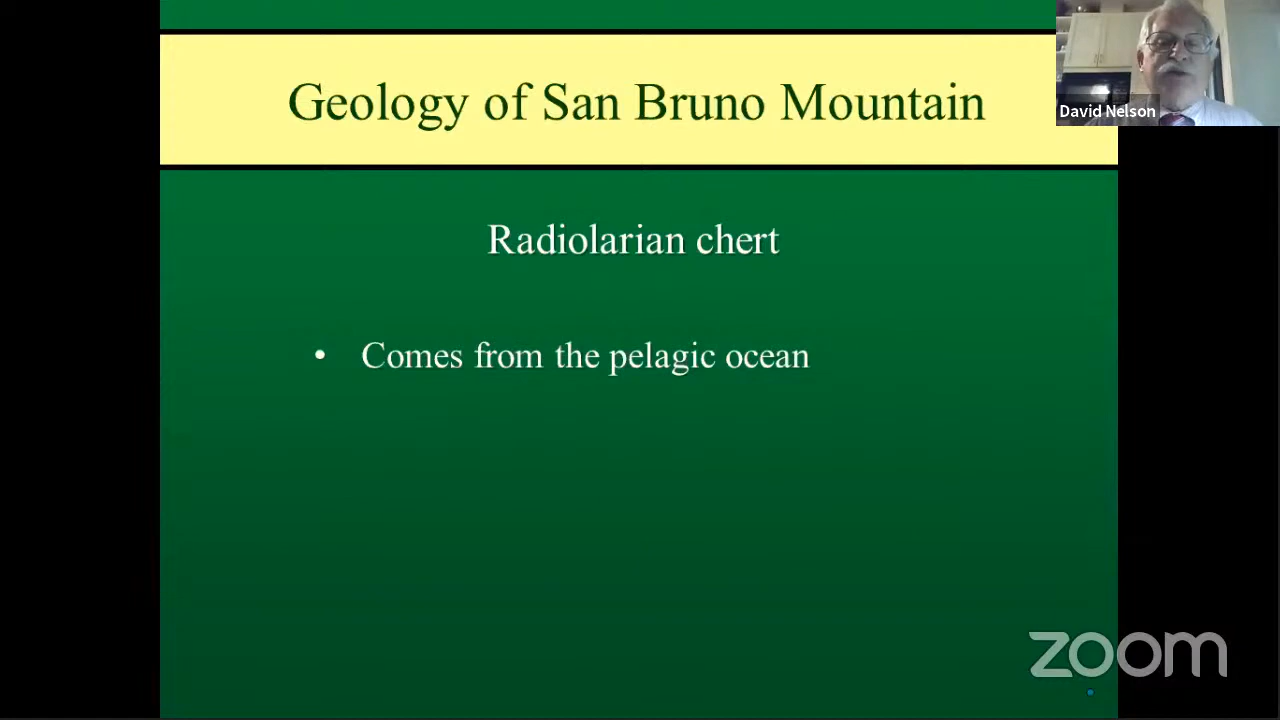 Geology of San Bruno Mountain
David Nelson
Radiolarian chert
• Comes from the pelagic ocean
zoom